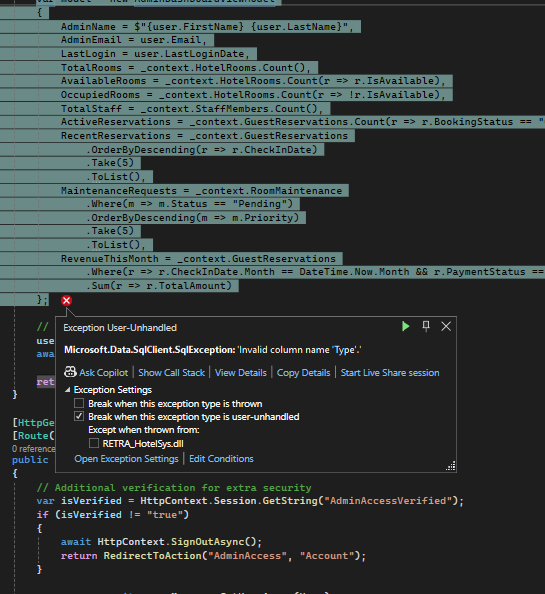 var model = new AdminDashboardViewModel
{
AdminName = $"{user.FirstName} {user.LastName}",
AdminEmail = user.Email,
LastLogin = user.LastLoginDate,
TotalRooms = _context.HotelRooms.Count(),
AvailableRooms = _context.HotelRooms.Count(r => r.IsAvailable),
OccupiedRooms = _context.HotelRooms.Count(r => !r.IsAvailable),
TotalStaff = _context.StaffMembers.Count(),
ActiveReservations = _context.GuestReservations.Count(r => r.BookingStatus == "
RecentReservations = _context.GuestReservations
.OrderByDescending(r => r.CheckInDate)
.Take(5)
.ToList(),
MaintenanceRequests = _context.RoomMaintenance
.Where(m => m.Status == "Pending")
.OrderByDescending(m => m.Priority)
.Take(5)
.ToList(),
RevenueThisMonth = _context.GuestReservations
.Where(r => r.CheckInDate.Month == DateTime.Now.Month && r.PaymentStatus ==
.Sum(r => r.TotalAmount)
};
Exception User-Unhandled
//
Microsoft.Data.SqlClient.SqlException: 'Invalid column name 'Type'.'
use
awa
Ask Copilot | Show Call Stack | View Details | Copy Details | Start Live Share session
ret
Exception Settings
}
Break when this exception type is thrown
Break when this exception type is user-unhandled
[HttpGe
Except when thrown from:
[Route(
RETRA_HotelSys.dll
0 reference
public
Open Exception Settings | Edit Conditions
{
// Additional verification for extra security
var isVerified = HttpContext.Session.GetString("AdminAccessVerified");
if (isVerified != "true")
{
await HttpContext.SignOutAsync();
return RedirectToAction("AdminAccess", "Account");
}